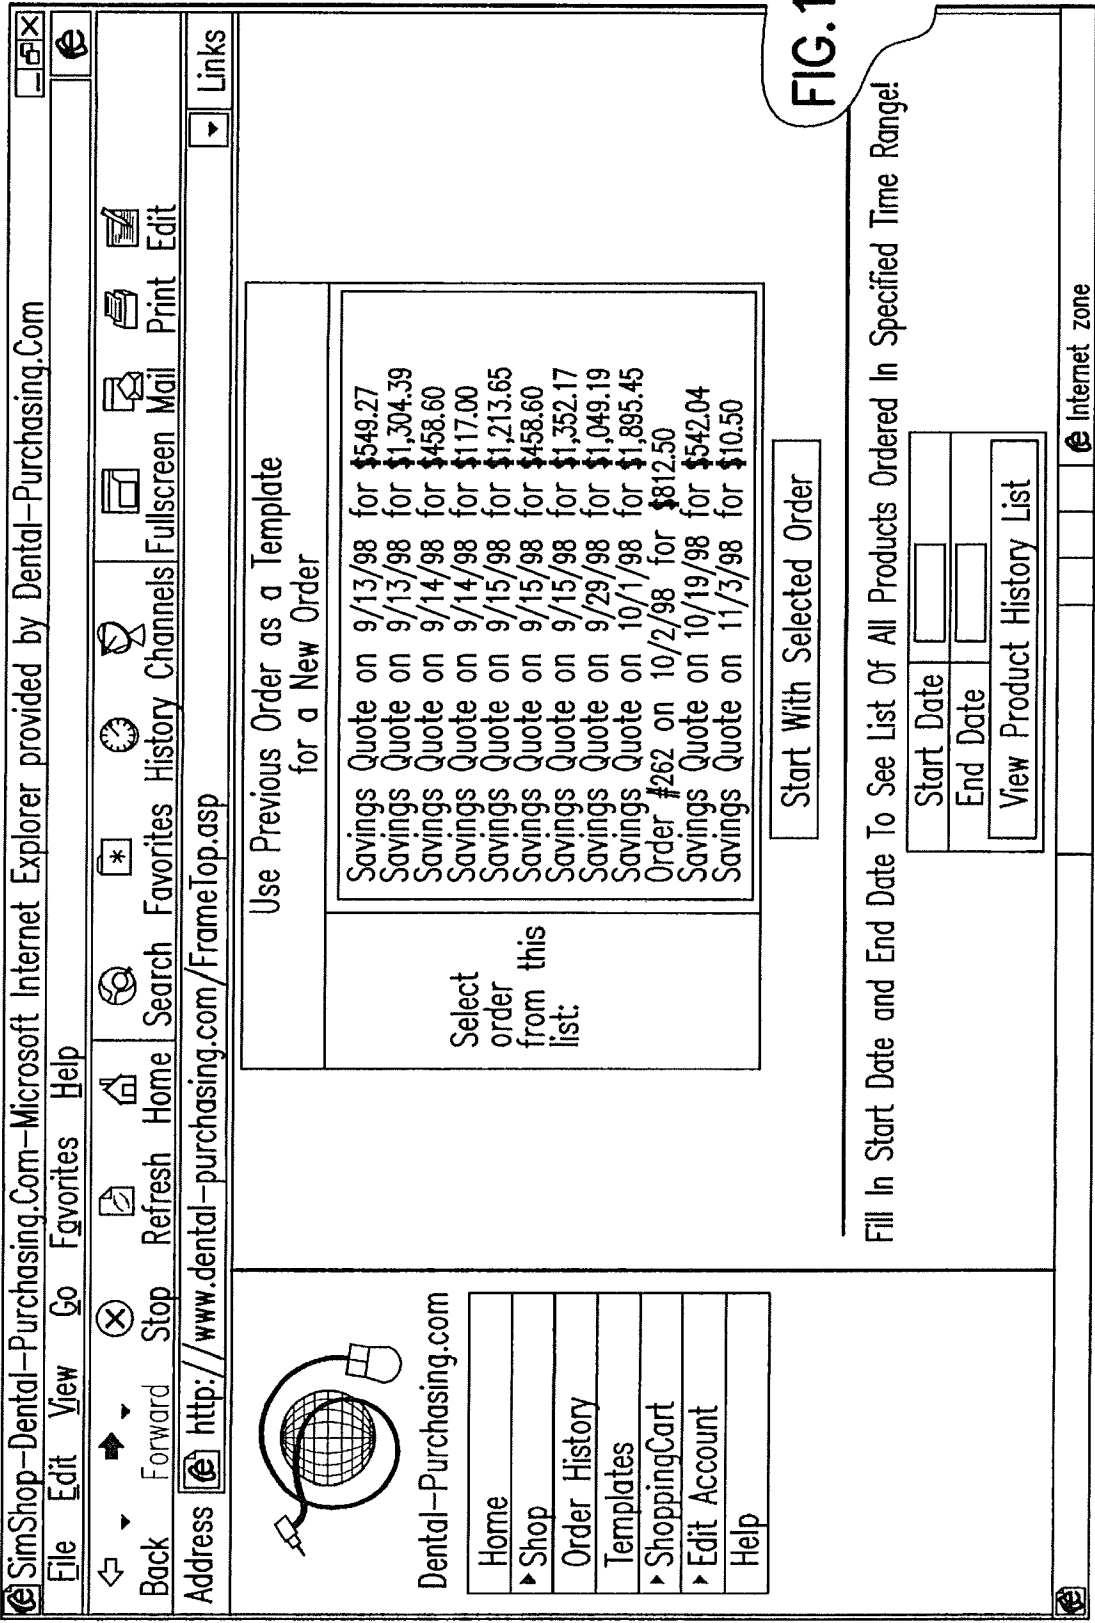 SimShop-Dental-Purchasing.Com-Microsoft Internet Explorer provided by Dental-Purchasing.Com
File Edit View Go Favorites Help
Back Forward Stop Refresh Home Search Favorites History Channels Fullscreen Mail Print Edit
Address http://www.dental-purchasing.com/FrameTop.asp Links
Dental-Purchasing.com
Home
Shop
Order History
Templates
ShoppingCart
Edit Account
Help
Use Previous Order as a Template
for a New Order
Select
order
from this
list:
Savings Quote on 9/13/98 for $549.27
Savings Quote on 9/13/98 for $1,304.39
Savings Quote on 9/14/98 for $458.60
Savings Quote on 9/14/98 for $117.00
Savings Quote on 9/15/98 for $1,213.65
Savings Quote on 9/15/98 for $458.60
Savings Quote on 9/15/98 for $1,352.17
Savings Quote on 9/29/98 for $1,049.19
Savings Quote on 10/1/98 for $1,895.45
Order #262 on 10/2/98 for $812.50
Savings Quote on 10/19/98 for $542.04
Savings Quote on 11/3/98 for $10.50
Start With Selected Order
Fill In Start Date and End Date To See List Of All Products Ordered In Specified Time Range!
Start Date
End Date
View Product History List
Internet zone
FIG.1